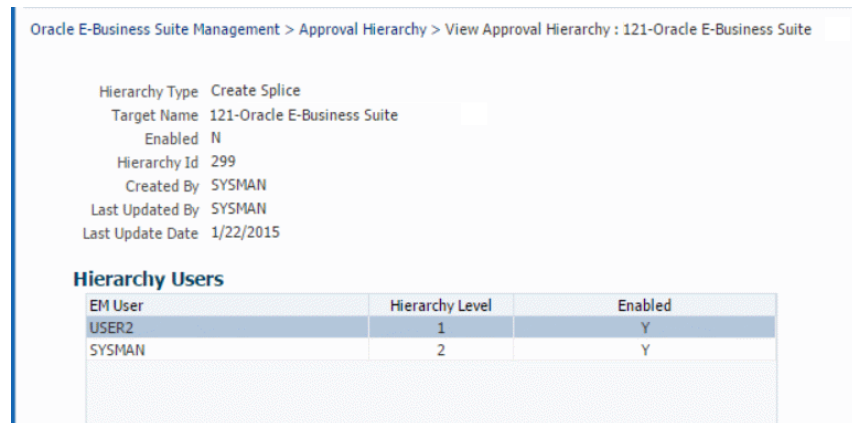 Oracle E-Business Suite Management > Approval Hierarchy > View Approval Hierarchy : 121-Oracle E-Business Suite
Hierarchy Type Create Splice
Target Name 121-Oracle E-Business Suite
Enabled N
Hierarchy Id 299
Created By SYSMAN
Last Updated By SYSMAN
Last Update Date 1/22/2015
Hierarchy Users
EM User Hierarchy Level Enabled
USER2 1 Y
SYSMAN 2 Y